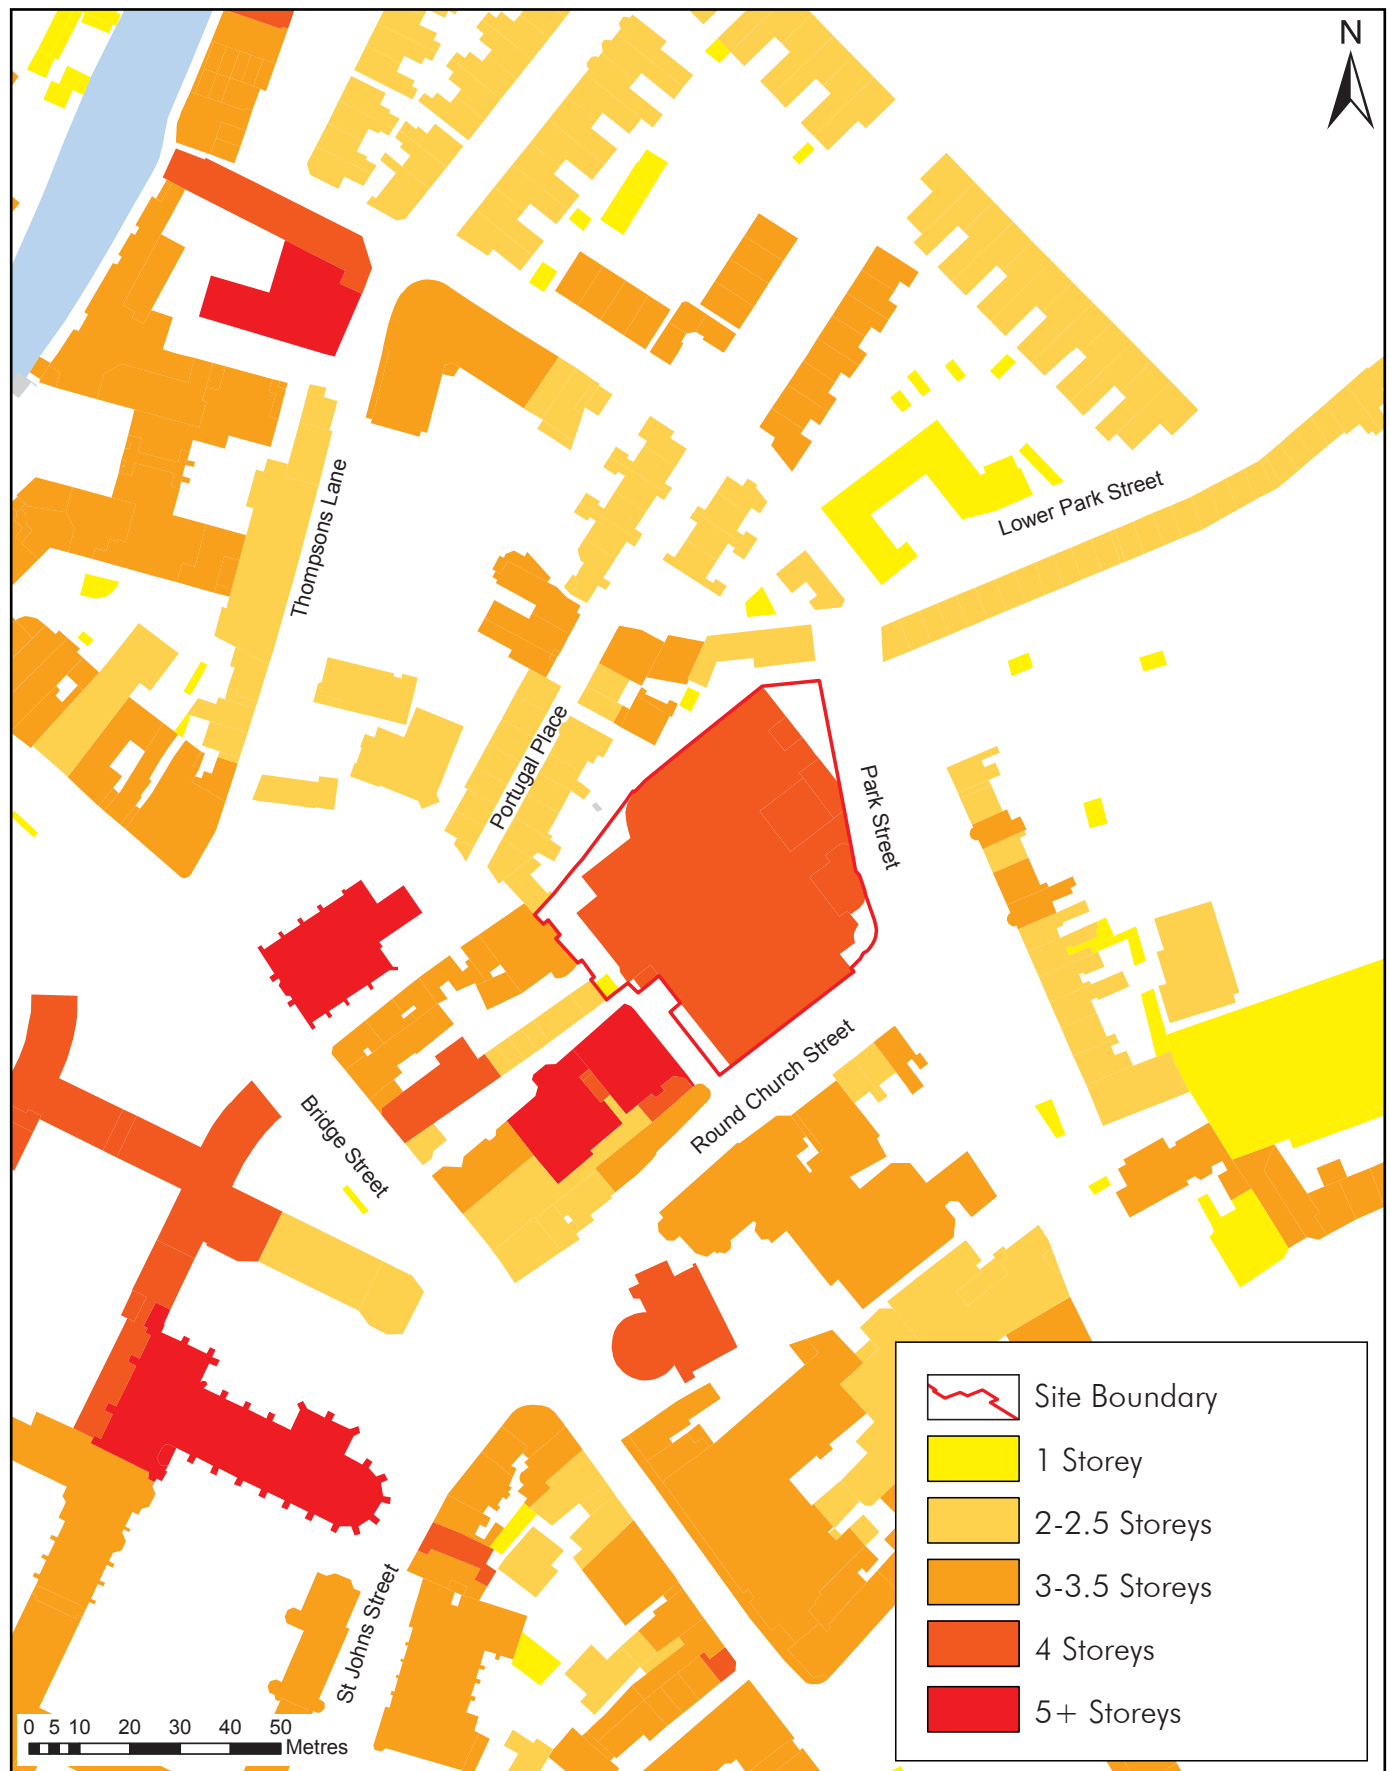 N
Thompsons Lane
Lower Park Street
Portugal Place
Park Street
Round Church Street
Bridge Street
St Johns Street
Site Boundary
1 Storey
2-2.5 Storeys
3-3.5 Storeys
4 Storeys
5+ Storeys
0 5 10 20 30 40 50
Metres